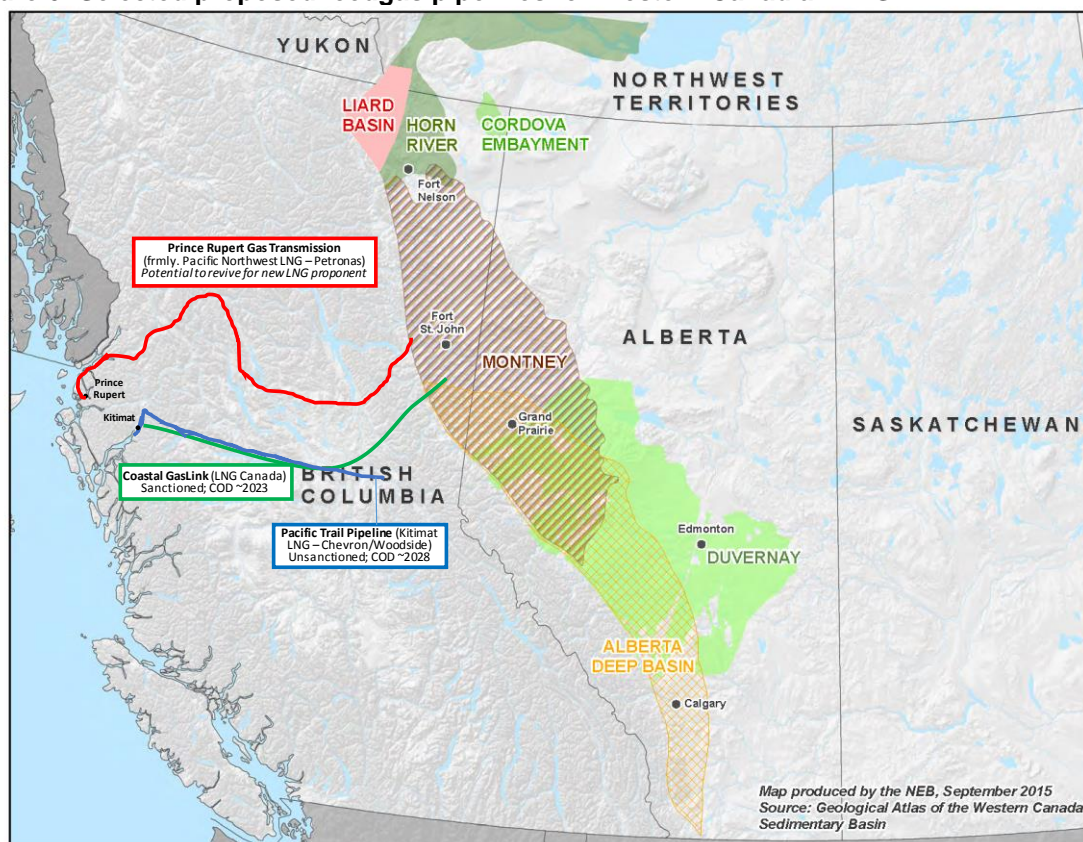 YUKON
NORTHWEST
TERRITORIES
LIARD
BASIN
HORN
RIVER
CORDOVA
EMBAYMENT
Fort
Nelson
Prince Rupert Gas Transmission
(frmly. Pacific Northwest LNG – Petronas)
Potential to revive for new LNG proponent
Fort
St. John
ALBERTA
MONTNEY
Prince
Rupert
Kitimat
Grand
Prairie
SASKATCHEWAN
Coastal GasLink (LNG Canada)
Sanctioned; COD ~2023
BRITISH
COLUMBIA
Pacific Trail Pipeline (Kitimat
LNG – Chevron/Woodside)
Unsanctioned; COD ~2028
Edmonton
DUVERNAY
ALBERTA
DEEP BASIN
Calgary
Map produced by the NEB, September 2015
Source: Geological Atlas of the Western Canada
Sedimentary Basin